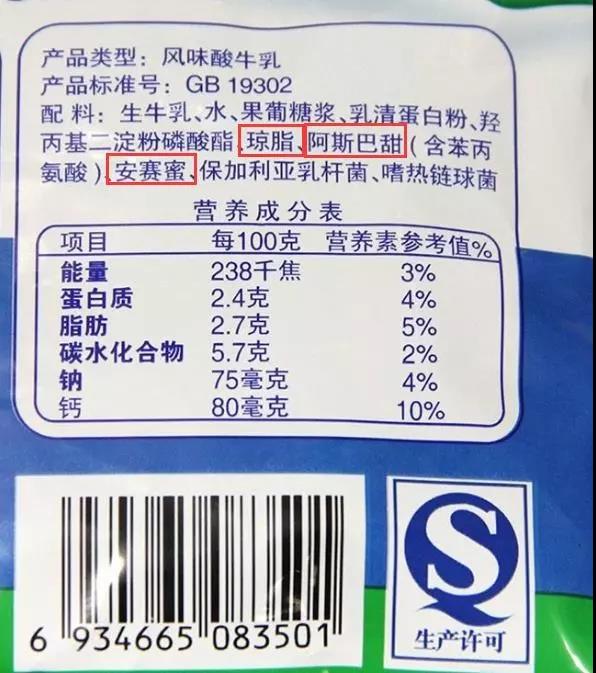 产品类型：风味酸牛乳
产品标准号：GB 19302
配料：生牛乳、水、果葡糖浆、乳清蛋白粉、羟
丙基二淀粉磷酸酯、琼脂、阿斯巴甜(含苯丙
氨酸)、安赛蜜、保加利亚乳杆菌、嗜热链球菌
营养成分表
项目 每100克 营养素参考值%
能量 238千焦 3%
蛋白质 2.4克 4%
脂肪 2.7克 5%
碳水化合物 5.7克 2%
钠 75毫克 4%
钙 80毫克 10%
6 934665 083501
生产许可